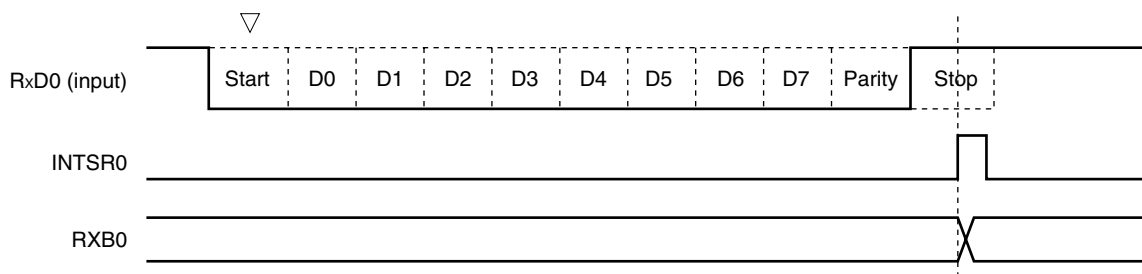 RxD0 (input) Start D0 D1 D2 D3 D4 D5 D6 D7 Parity Stop
INTSR0
RXB0